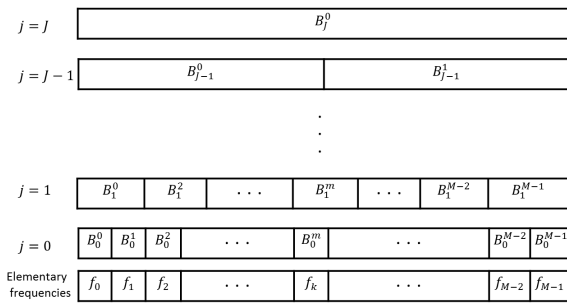 j = J B_J^0
j = J − 1 B_{J−1}^0 B_{J−1}^1
.
.
.
j = 1 B_1^0 B_1^2 . . . B_1^m . . . B_1^{M−2} B_1^{M−1}
j = 0 B_0^0 B_0^1 B_0^2 . . . B_0^m . . . B_0^{M−2} B_0^{M−1}
Elementary
frequencies f_0 f_1 f_2 . . . f_k . . . f_{M−2} f_{M−1}